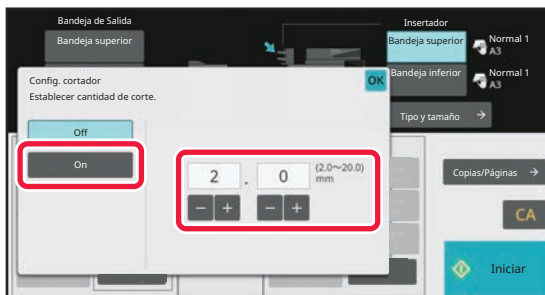 Bandeja de Salida
Bandeja superior
Insertador
Bandeja superior
Normal 1
A3
Bandeja inferior
Normal 1
A3
Tipo y tamaño
Config. cortador
OK
Establecer cantidad de corte.
Off
On
2 . 0
(2.0～20.0)
mm
− + − +
Copias/Páginas
CA
Iniciar